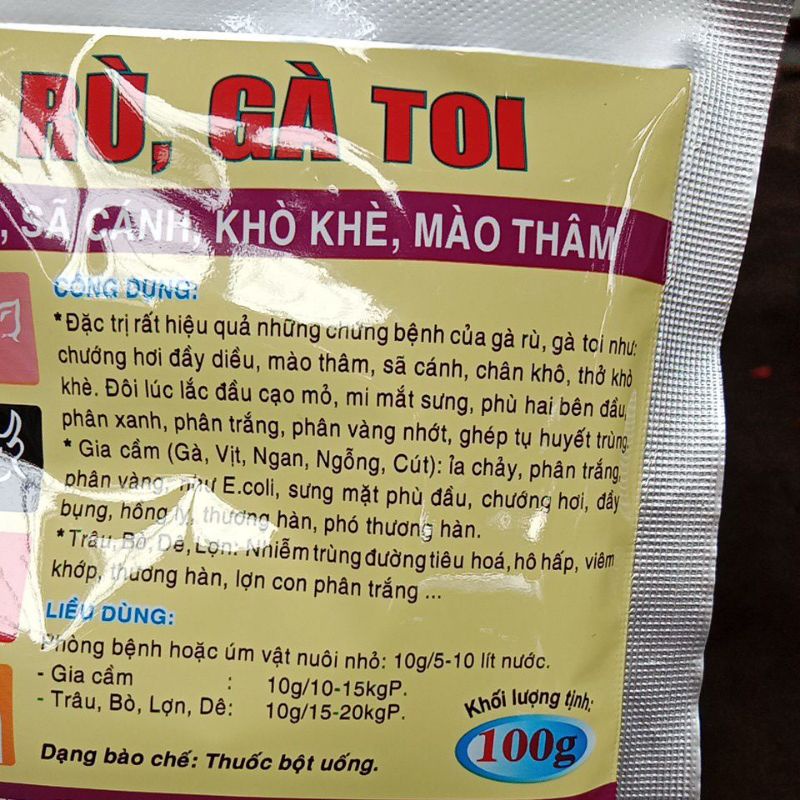 RÙ, GÀ TOI
, SÃ CÁNH, KHÒ KHÈ, MÀO THÂM
CÔNG DỤNG:
*Đặc trị rất hiệu quả những chứng bệnh của gà rù, gà toi như:
chướng hơi đầy diều, mào thâm, sã cánh, chân khô, thở khò
khè. Đôi lúc lắc đầu cạo mỏ, mi mắt sưng, phù hai bên đầu,
phân xanh, phân trắng, phân vàng nhớt, ghép tụ huyết trùng.
* Gia cầm (Gà, Vịt, Ngan, Ngỗng, Cút): ỉa chảy, phân trắng,
phân vàng, như E.coli, sưng mặt phù đầu, chướng hơi, đầy
bụng, hồng lỵ, thương hàn, phó thương hàn.
*Trâu, Bò, Dê, Lợn: Nhiễm trùng đường tiêu hoá, hô hấp, viêm
khớp, thương hàn, lợn con phân trắng ...
LIỀU DÙNG:
Phòng bệnh hoặc úm vật nuôi nhỏ: 10g/5-10 lít nước.
- Gia cầm : 10g/10-15kgP.
- Trâu, Bò, Lợn, Dê: 10g/15-20kgP.
Khối lượng tịnh:
100g
Dạng bào chế: Thuốc bột uống.